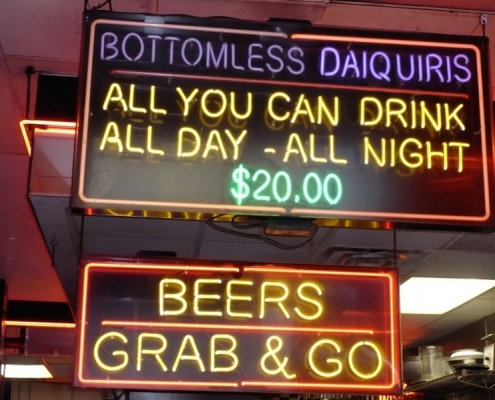 BOTTOMLESS DAIQUIRIS
ALL YOU CAN DRINK
ALL DAY - ALL NIGHT
$20.00
BEERS
GRAB & GO